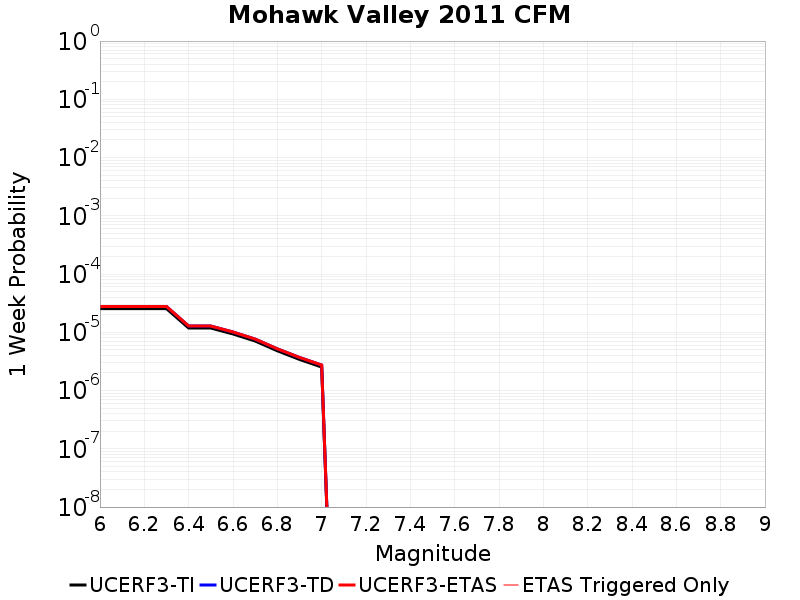 Mohawk Valley 2011 CFM
10^0
10^-1
10^-2
10^-3
10^-4
10^-5
10^-6
10^-7
10^-8
1 Week Probability
6 6.2 6.4 6.6 6.8 7 7.2 7.4 7.6 7.8 8 8.2 8.4 8.6 8.8 9
Magnitude
UCERF3-TI UCERF3-TD UCERF3-ETAS ETAS Triggered Only